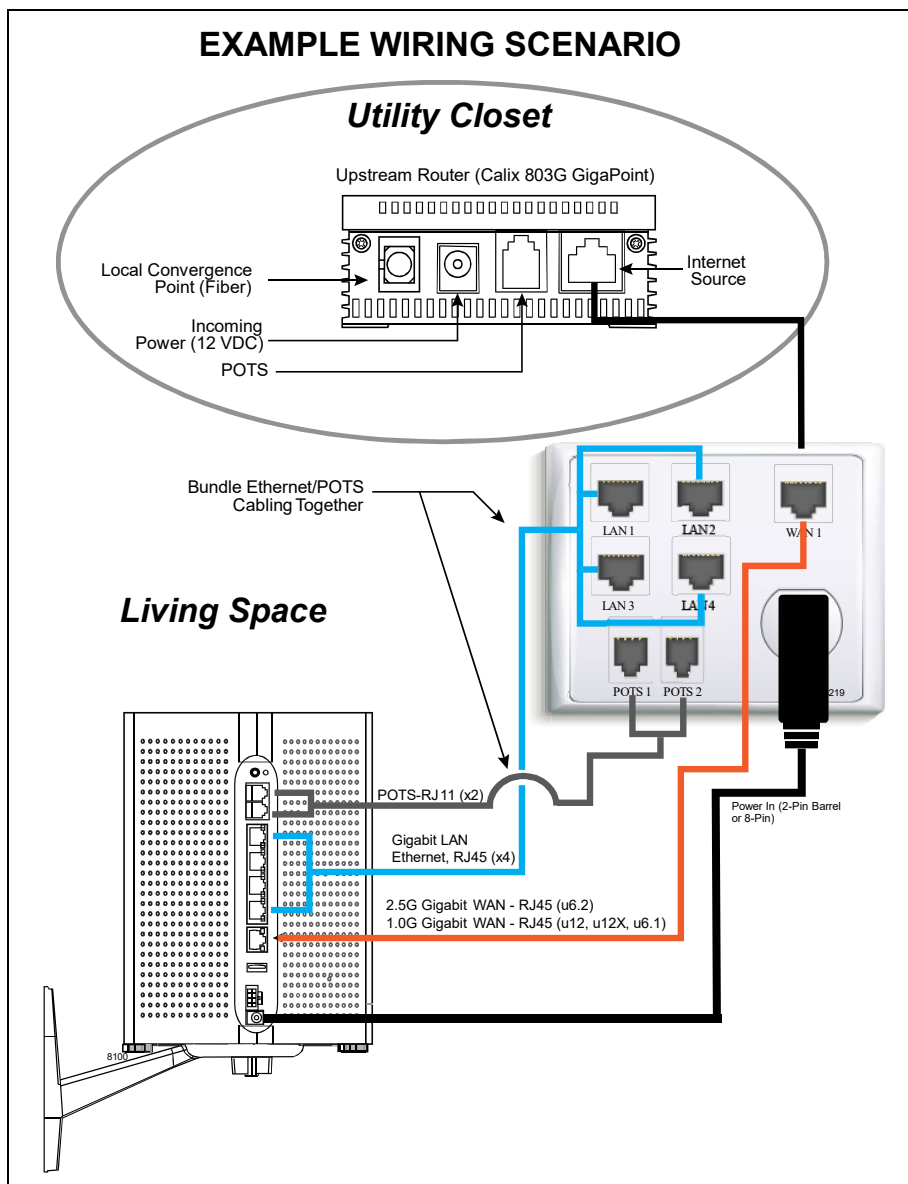 EXAMPLE WIRING SCENARIO
Utility Closet
Upstream Router (Calix 803G GigaPoint)
Local Convergence
Point (Fiber)
Internet
Source
Incoming
Power (12 VDC)
POTS
Bundle Ethernet/POTS
Cabling Together
LAN 1
LAN2
WAN 1
LAN 3
LAN4
Living Space
POTS 1
POTS 2
219
POTS-RJ11 (x2)
Power In (2-Pin Barrel
or 8-Pin)
Gigabit LAN
Ethernet, RJ45 (x4)
2.5G Gigabit WAN - RJ45 (u6.2)
1.0G Gigabit WAN - RJ45 (u12, u12X, u6.1)
8100